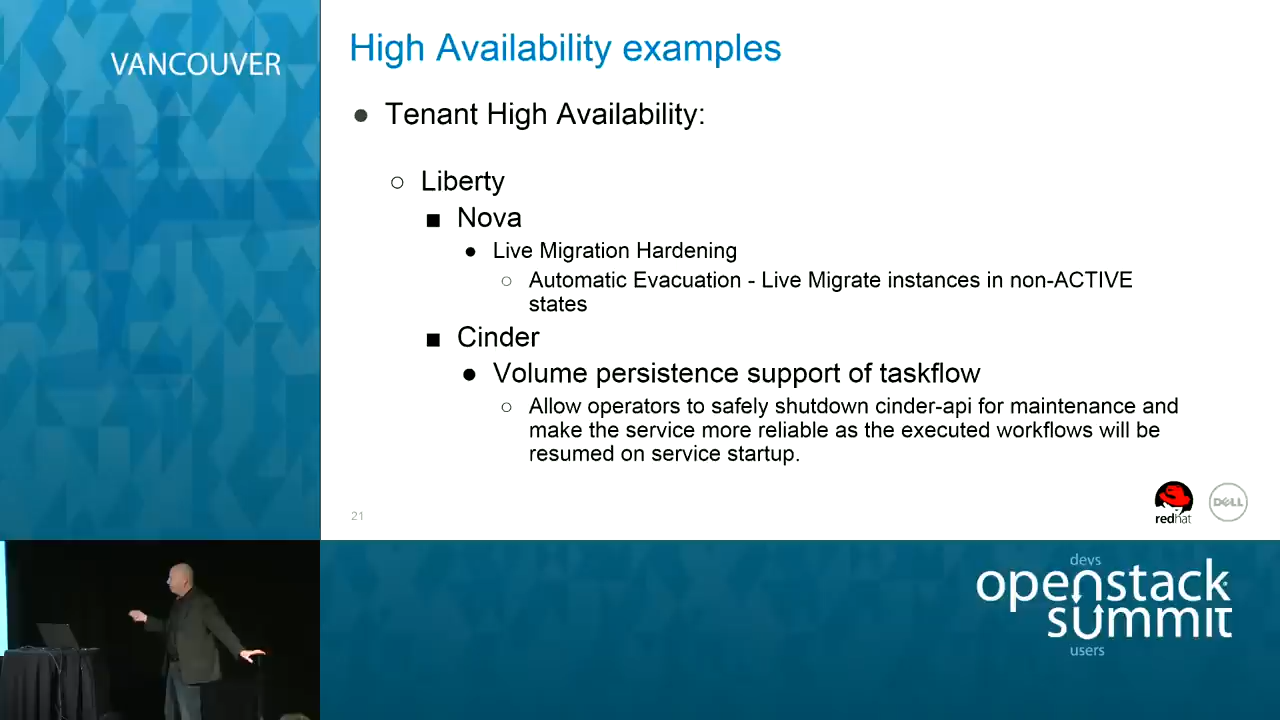 VANCOUVER
High Availability examples
● Tenant High Availability:
○ Liberty
■ Nova
● Live Migration Hardening
○ Automatic Evacuation - Live Migrate instances in non-ACTIVE
states
■ Cinder
● Volume persistence support of taskflow
○ Allow operators to safely shutdown cinder-api for maintenance and
make the service more reliable as the executed workflows will be
resumed on service startup.
21
redhat
DELL
devs
openstack
summit
users